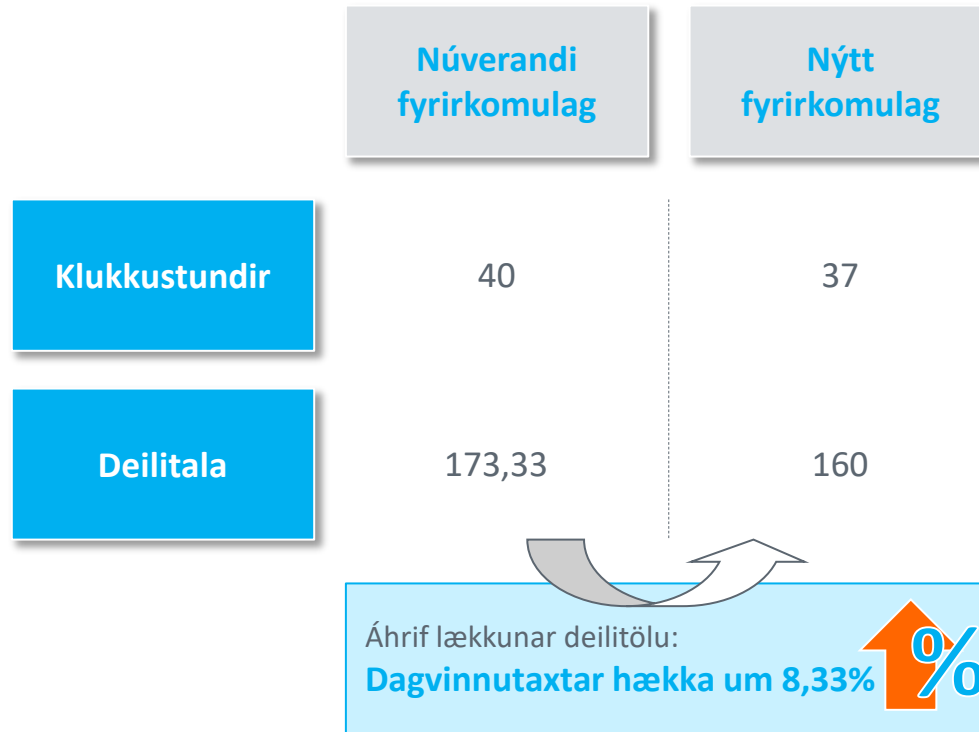 Núverandi
fyrirkomulag
Nýtt
fyrirkomulag
Klukkustundir
40
37
Deilitala
173,33
160
Áhrif lækkunar deilitölu:
Dagvinnutaxtar hækka um 8,33%
%